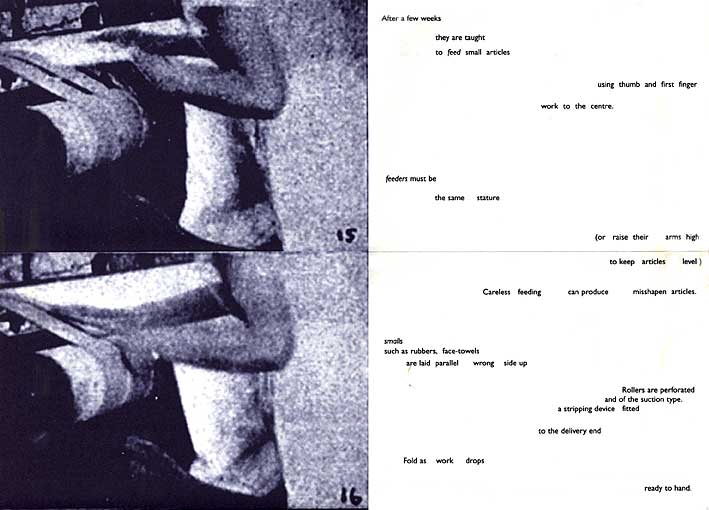 After a few weeks
they are taught
to feed small articles
using thumb and first finger
work to the centre.
feeders must be
the same stature
(or raise their arms high
15
to keep articles level)
Careless feeding can produce misshapen articles.
smalls
such as rubbers, face-towels
are laid parallel wrong side up
Rollers are perforated
and of the suction type.
a stripping device fitted
to the delivery end
Fold as work drops
ready to hand.
16